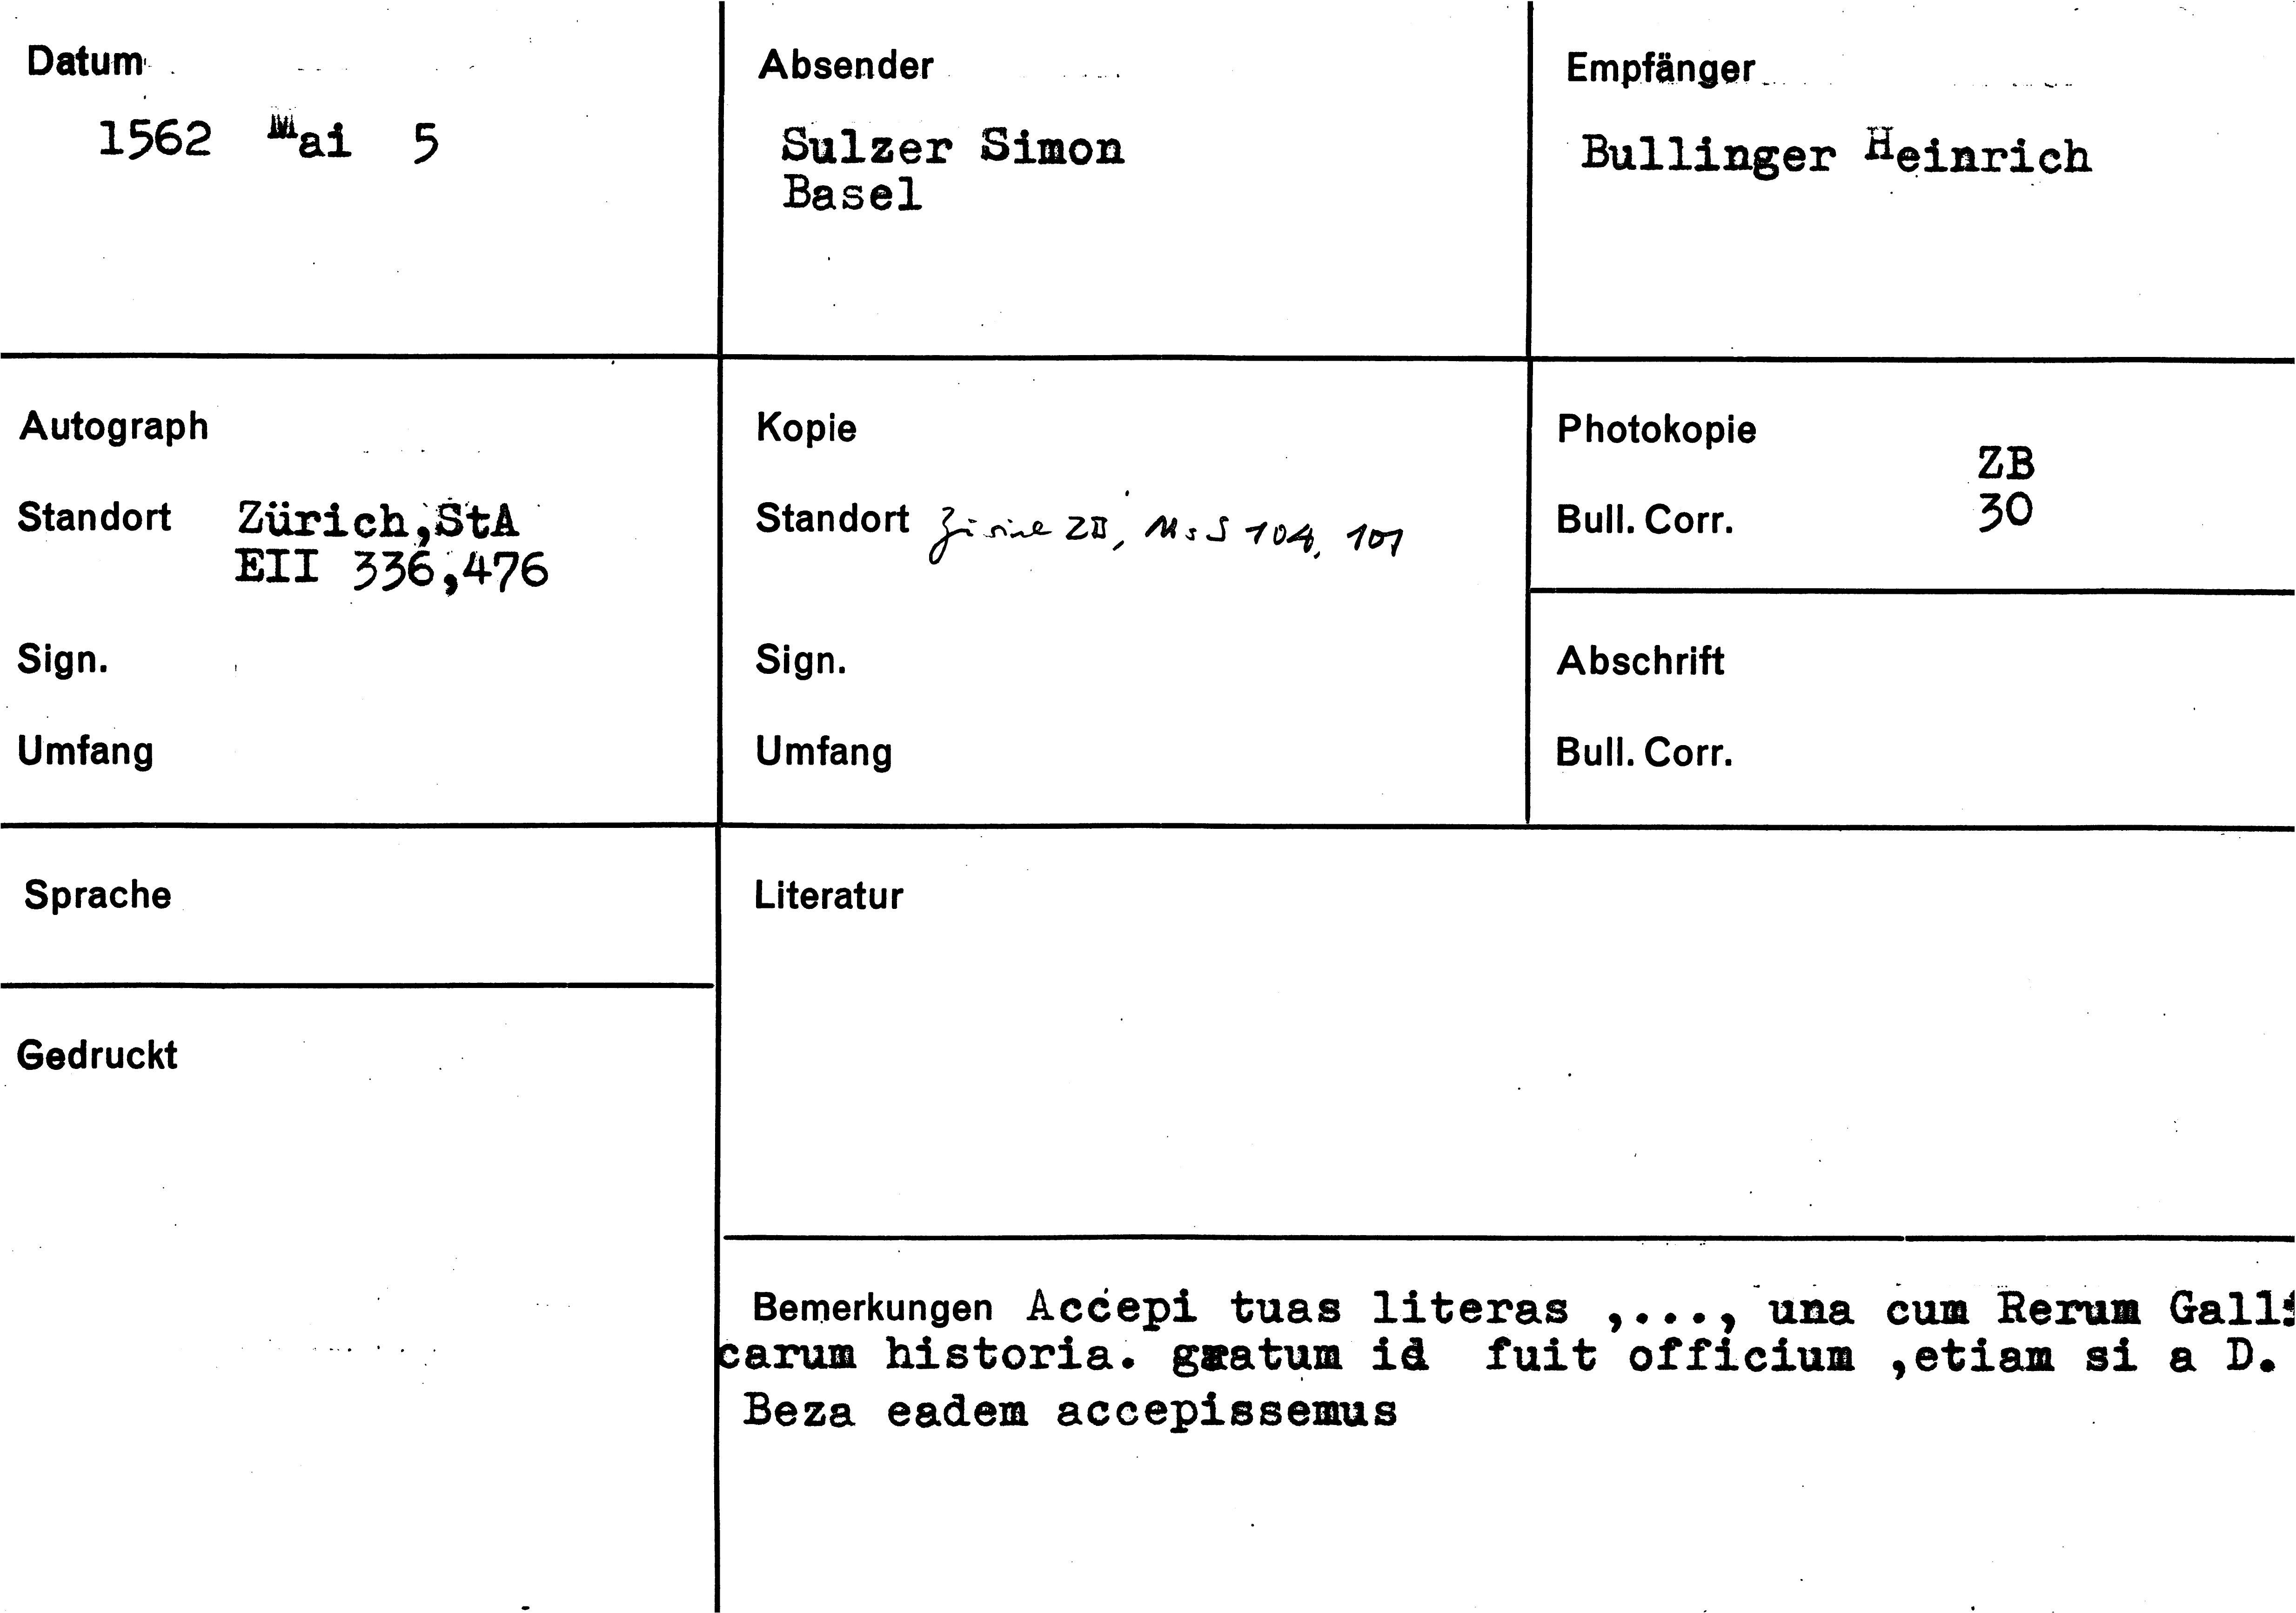 Datum
1562 Mai 5
Absender
Sulzer Simon
Basel
Empfänger
Bullinger Heinrich
Autograph
Standort Zürich,StA
EII 336,476
Sign.
Umfang
Kopie
Standort Zürich ZB, Ms S 104, 101
Sign.
Umfang
Photokopie
ZB
Bull. Corr. 30
Abschrift
Bull. Corr.
Sprache
Gedruckt
Literatur
Bemerkungen Accepi tuas literas ,..., una cum Rerum Galli
carum historia. gratum id fuit officium ,etiam si a D.
Beza eadem accepissemus